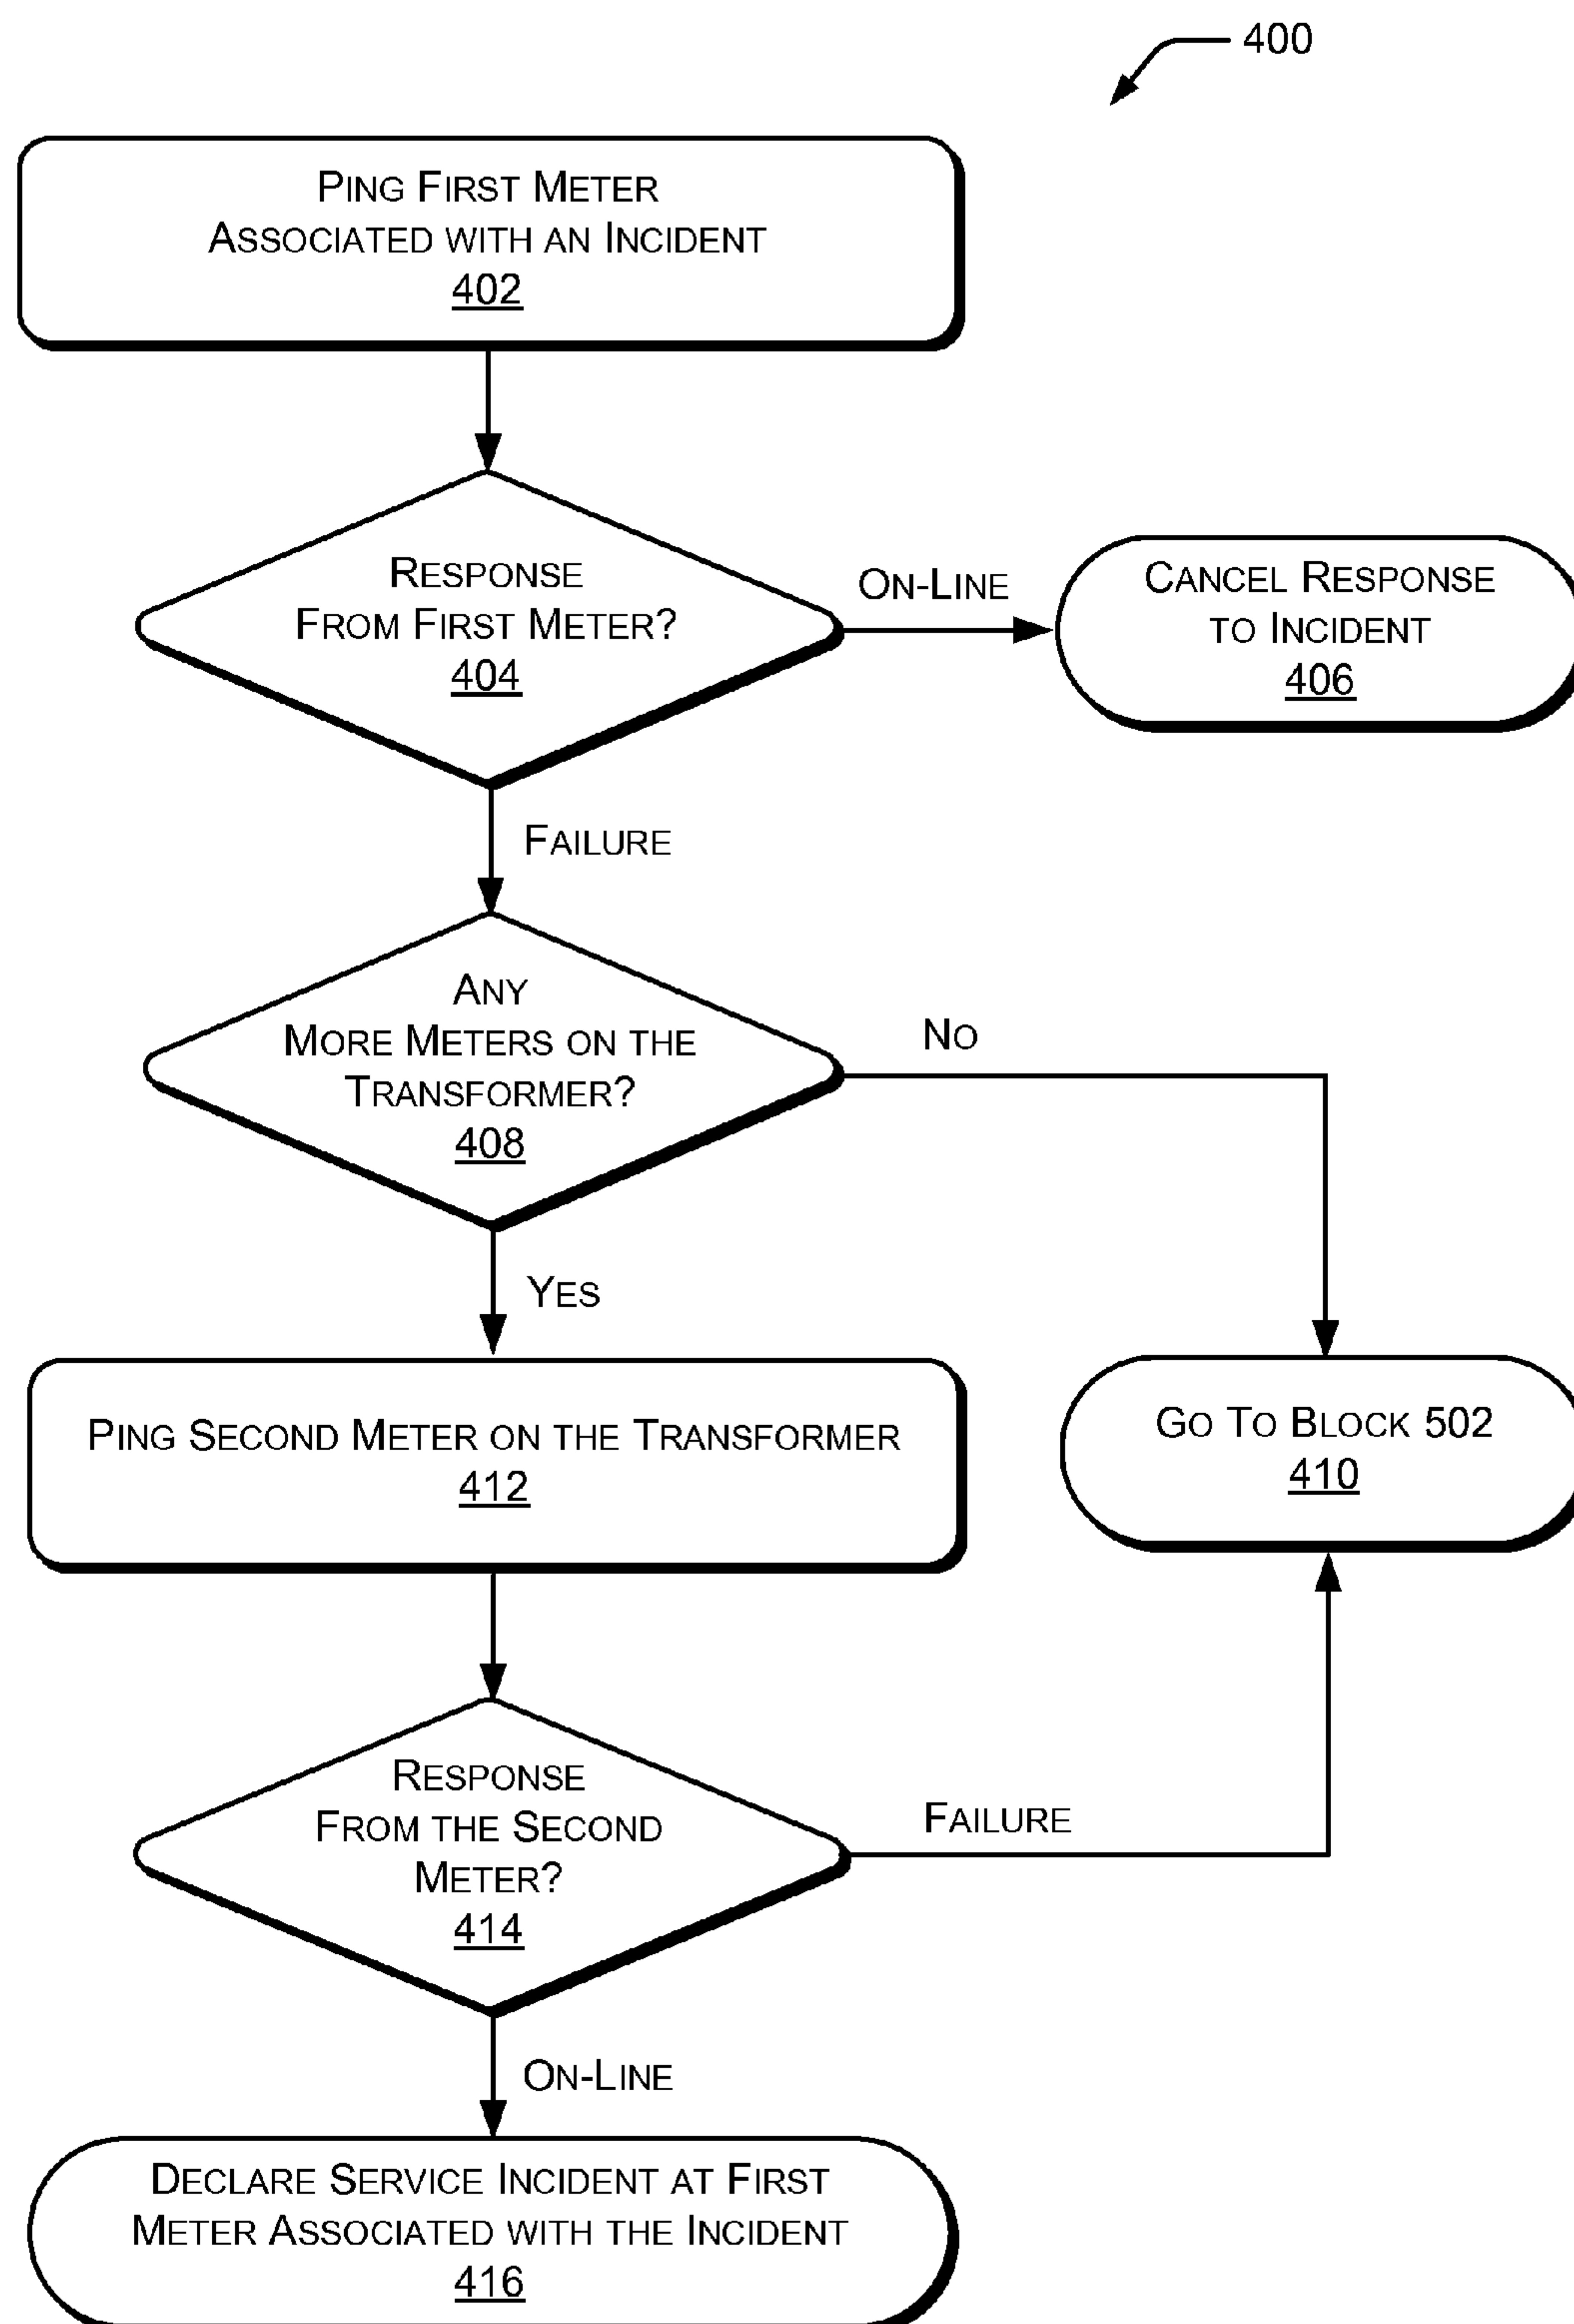 400
PING FIRST METER
ASSOCIATED WITH AN INCIDENT
402
RESPONSE
FROM FIRST METER?
404
ON-LINE
CANCEL RESPONSE
TO INCIDENT
406
FAILURE
ANY
MORE METERS ON THE
TRANSFORMER?
408
NO
YES
PING SECOND METER ON THE TRANSFORMER
412
GO TO BLOCK 502
410
RESPONSE
FROM THE SECOND
METER?
414
FAILURE
ON-LINE
DECLARE SERVICE INCIDENT AT FIRST
METER ASSOCIATED WITH THE INCIDENT
416